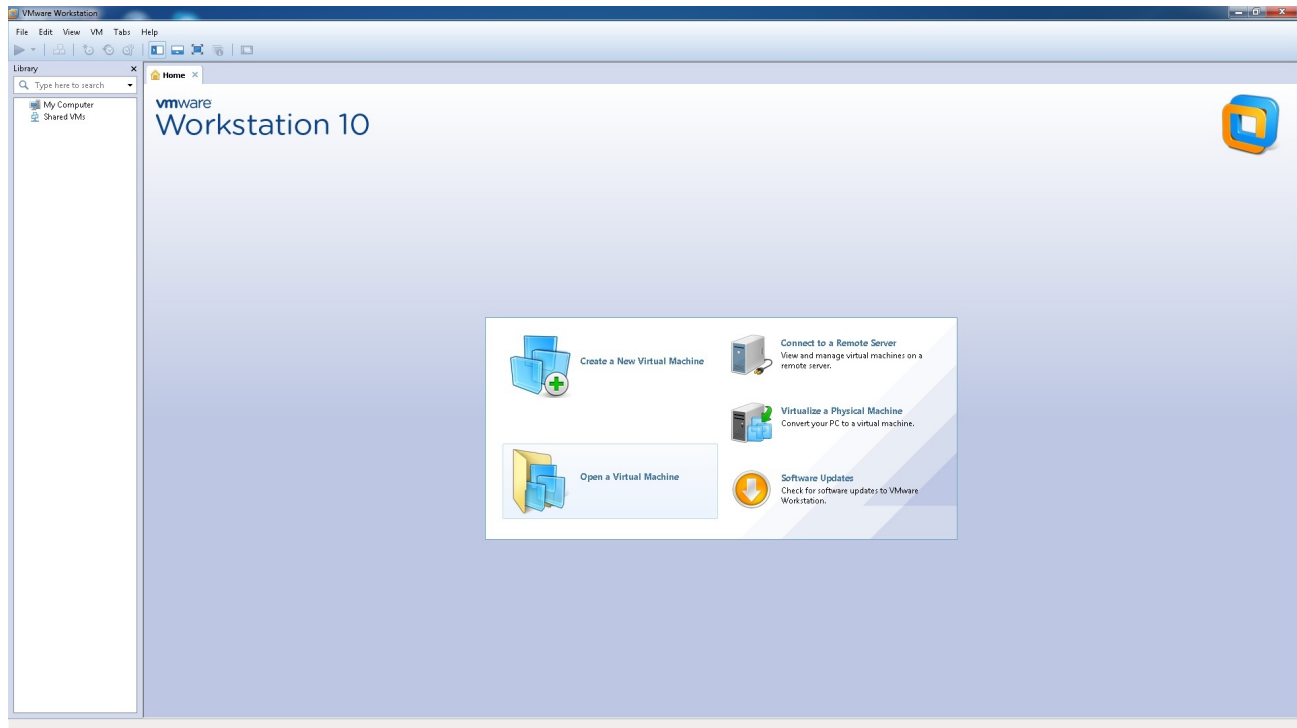 VMware Workstation
File Edit View VM Tabs Help
Library
Type here to search
My Computer
Shared VMs
Home
vmware
Workstation 10
Create a New Virtual Machine
Open a Virtual Machine
Connect to a Remote Server
View and manage virtual machines on a
remote server.
Virtualize a Physical Machine
Convert your PC to a virtual machine.
Software Updates
Check for software updates to VMware
Workstation.